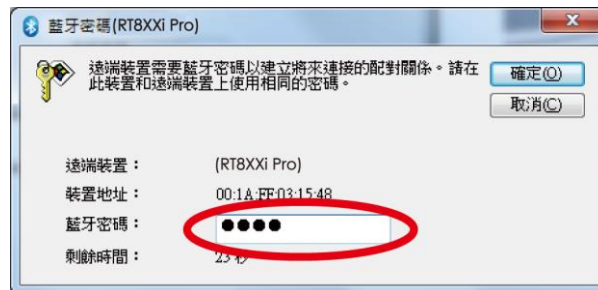 藍牙密碼(RT8XXi Pro)
遠端裝置需要藍牙密碼以建立將來連接的配對關係。請在
此裝置和遠端裝置上使用相同的密碼。
確定(O)
取消(C)
遠端裝置： (RT8XXi Pro)
裝置地址： 00:1A:FF:03:15:48
藍牙密碼： ●●●●
剩餘時間： 23 秒